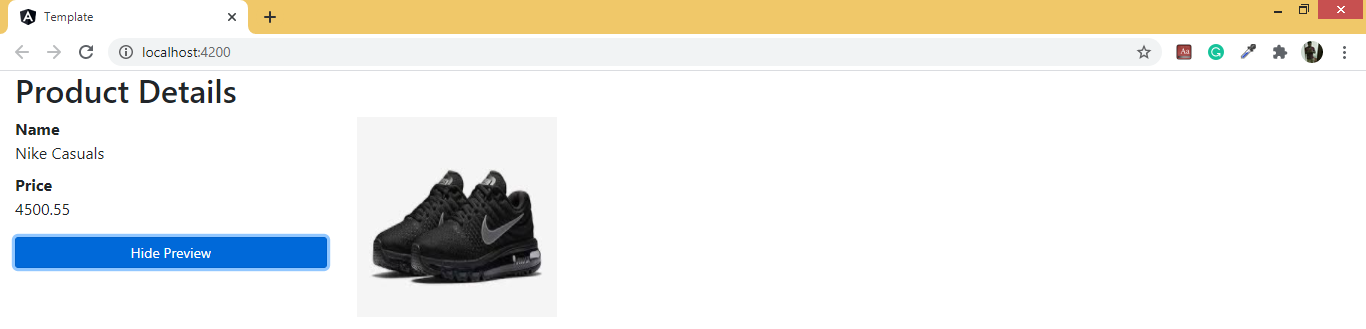 Template
localhost:4200
Product Details
Name
Nike Casuals
Price
4500.55
Hide Preview